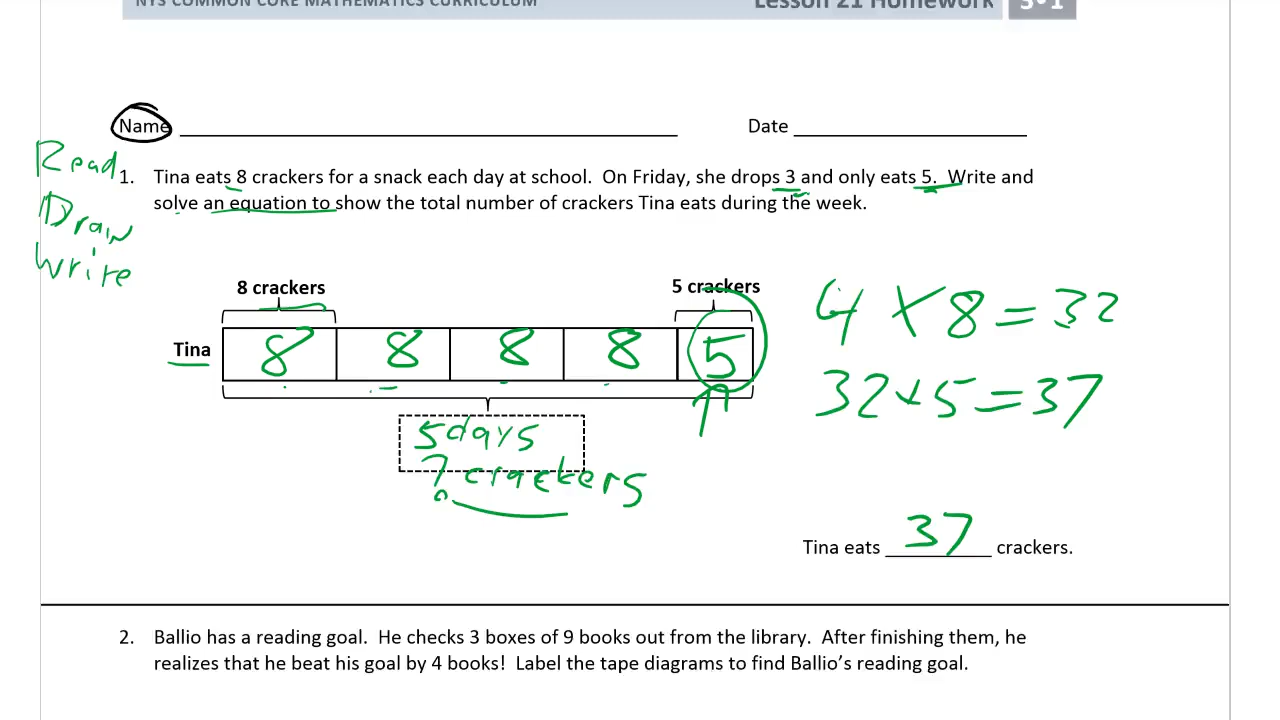 NYS COMMON CORE MATHEMATICS CURRICULUM Lesson 21 Homework 3•1
Name Date
Read
Draw
Write
1. Tina eats 8 crackers for a snack each day at school. On Friday, she drops 3 and only eats 5. Write and
solve an equation to show the total number of crackers Tina eats during the week.
8 crackers 5 crackers
Tina 8 8 8 8 5
4 × 8 = 32
32 + 5 = 37
5 days
? crackers
Tina eats 37 crackers.
2. Ballio has a reading goal. He checks 3 boxes of 9 books out from the library. After finishing them, he
realizes that he beat his goal by 4 books! Label the tape diagrams to find Ballio's reading goal.